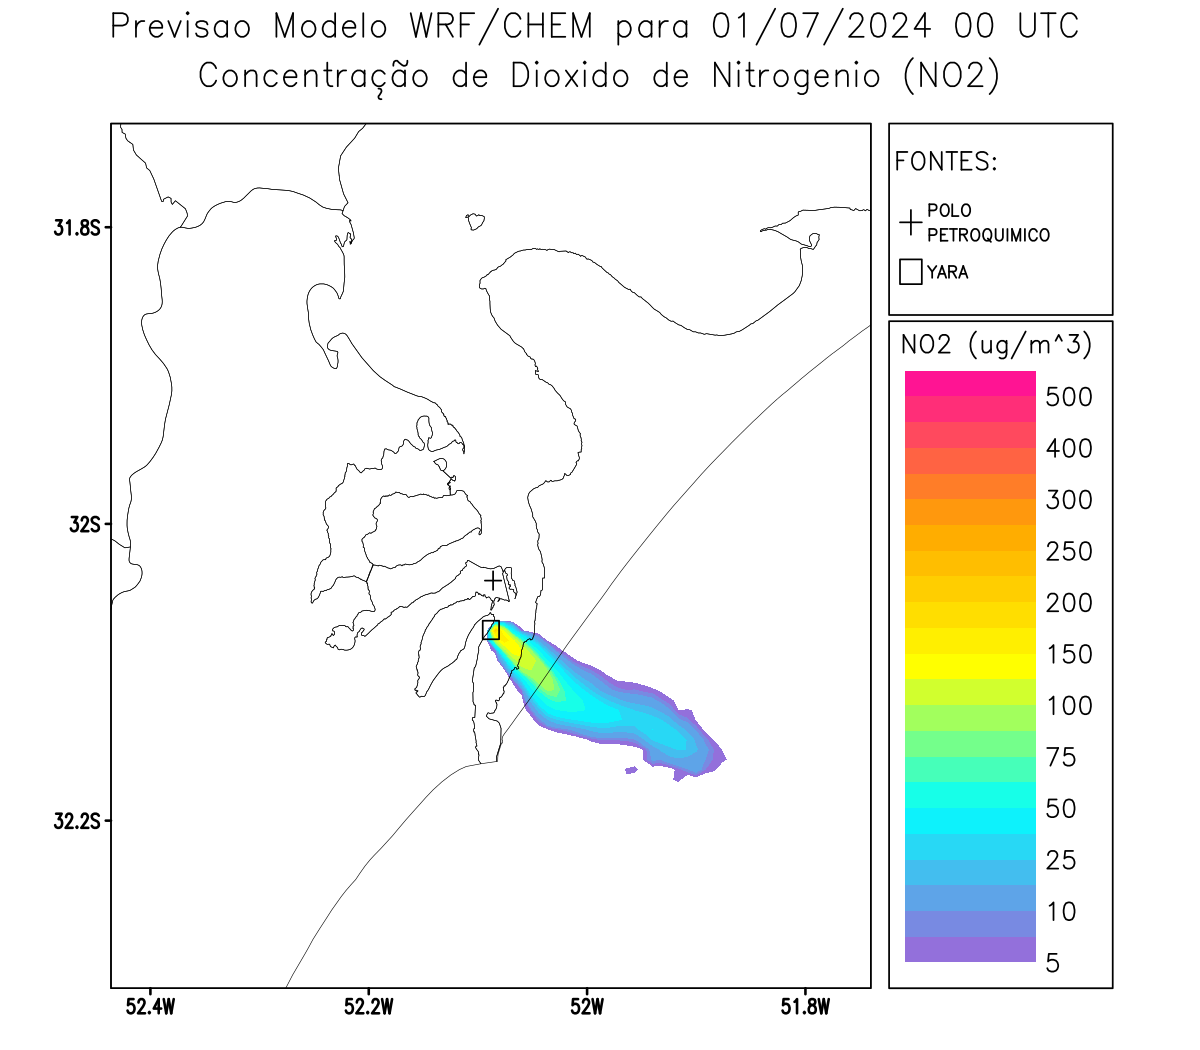 Previsao Modelo WRF/CHEM para 01/07/2024 00 UTC
Concentração de Dioxido de Nitrogenio (NO2)
FONTES:
POLO
PETROQUIMICO
YARA
NO2 (ug/m^3)
500
400
300
250
200
150
100
75
50
25
10
5
31.8S
32S
32.2S
52.4W
52.2W
52W
51.8W